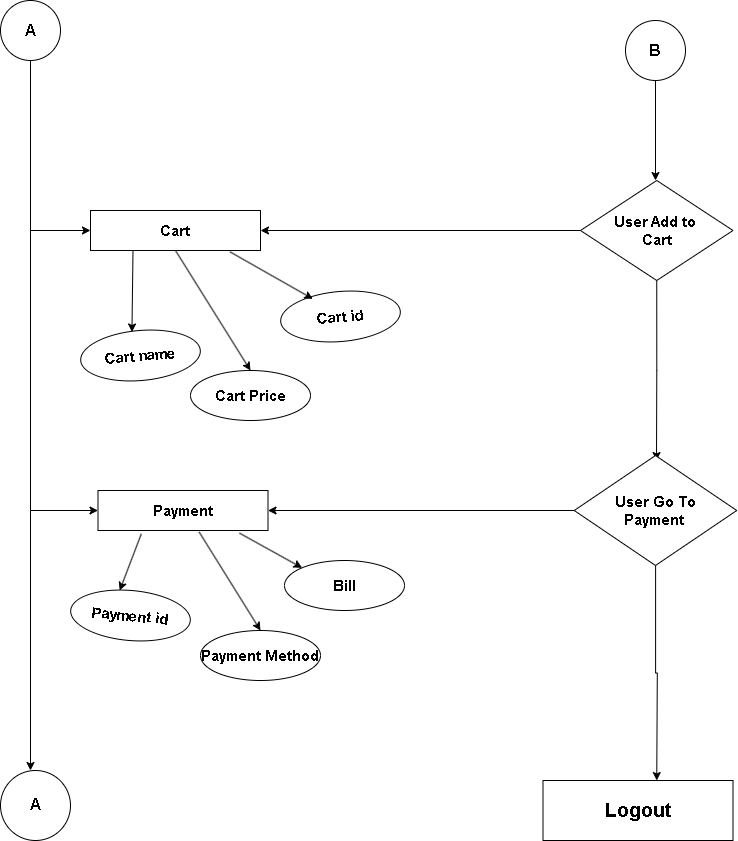 A
B
User Add to
Cart
Cart
Cart id
Cart name
Cart Price
User Go To
Payment
Payment
Bill
Payment id
Payment Method
A
Logout